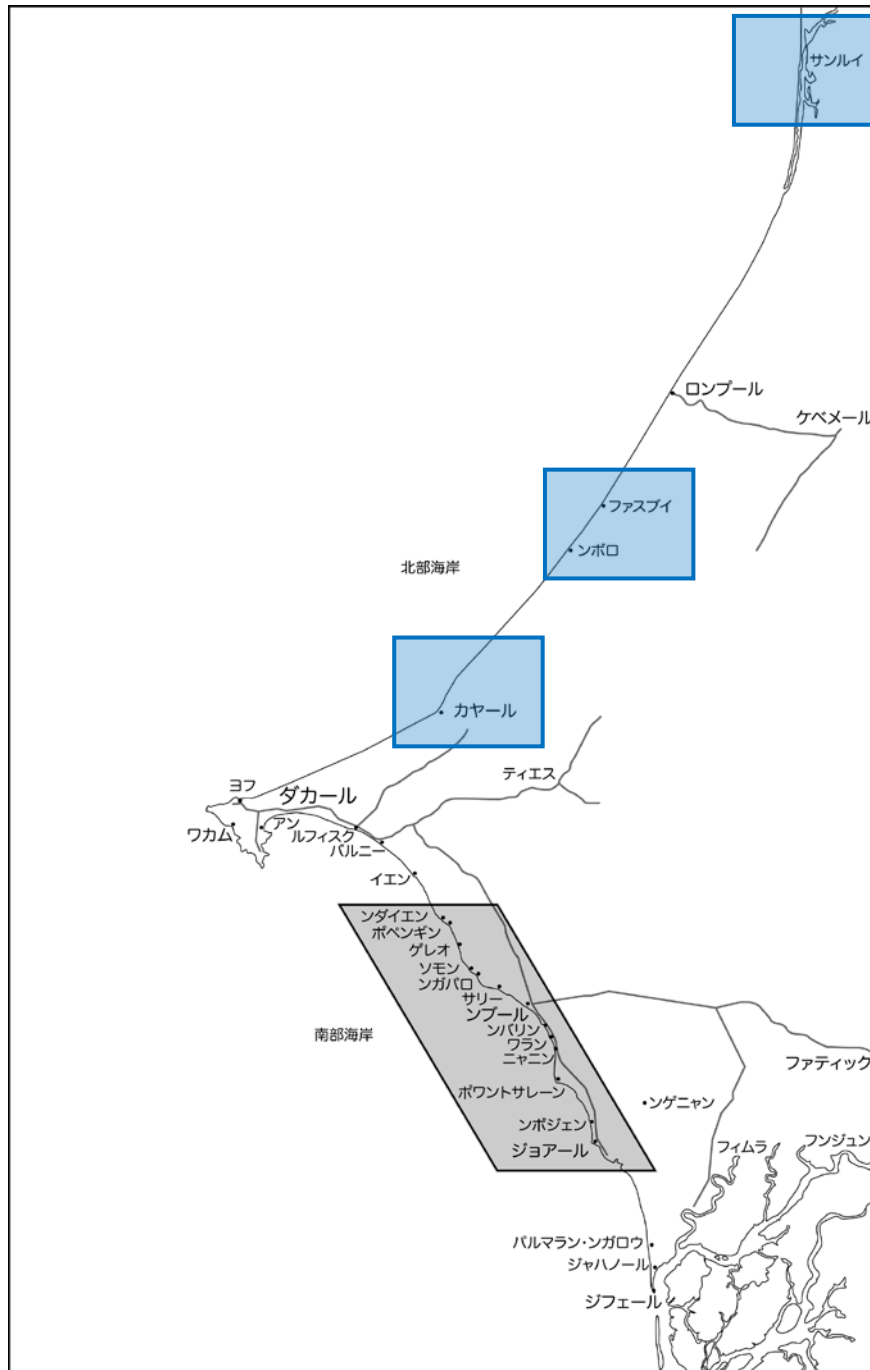 サンルイ
ロンプール
ケベメール
ファスブイ
ンボロ
北部海岸
カヤール
ティエス
ヨフ
ダカール
ワカム
アン
ルフィスク
バルニー
イエン
ンダイエン
ポペンギン
ゲレオ
ソモン
ンガパロ
サリー
ンブール
ンバリン
ワラン
ニャニン
南部海岸
ファティック
ポワントサレーン
ンゲニャン
ンボジェン
ジョアール
フィムラ
フンジュン
パルマラン・ンガロウ
ジャハノール
ジフェール